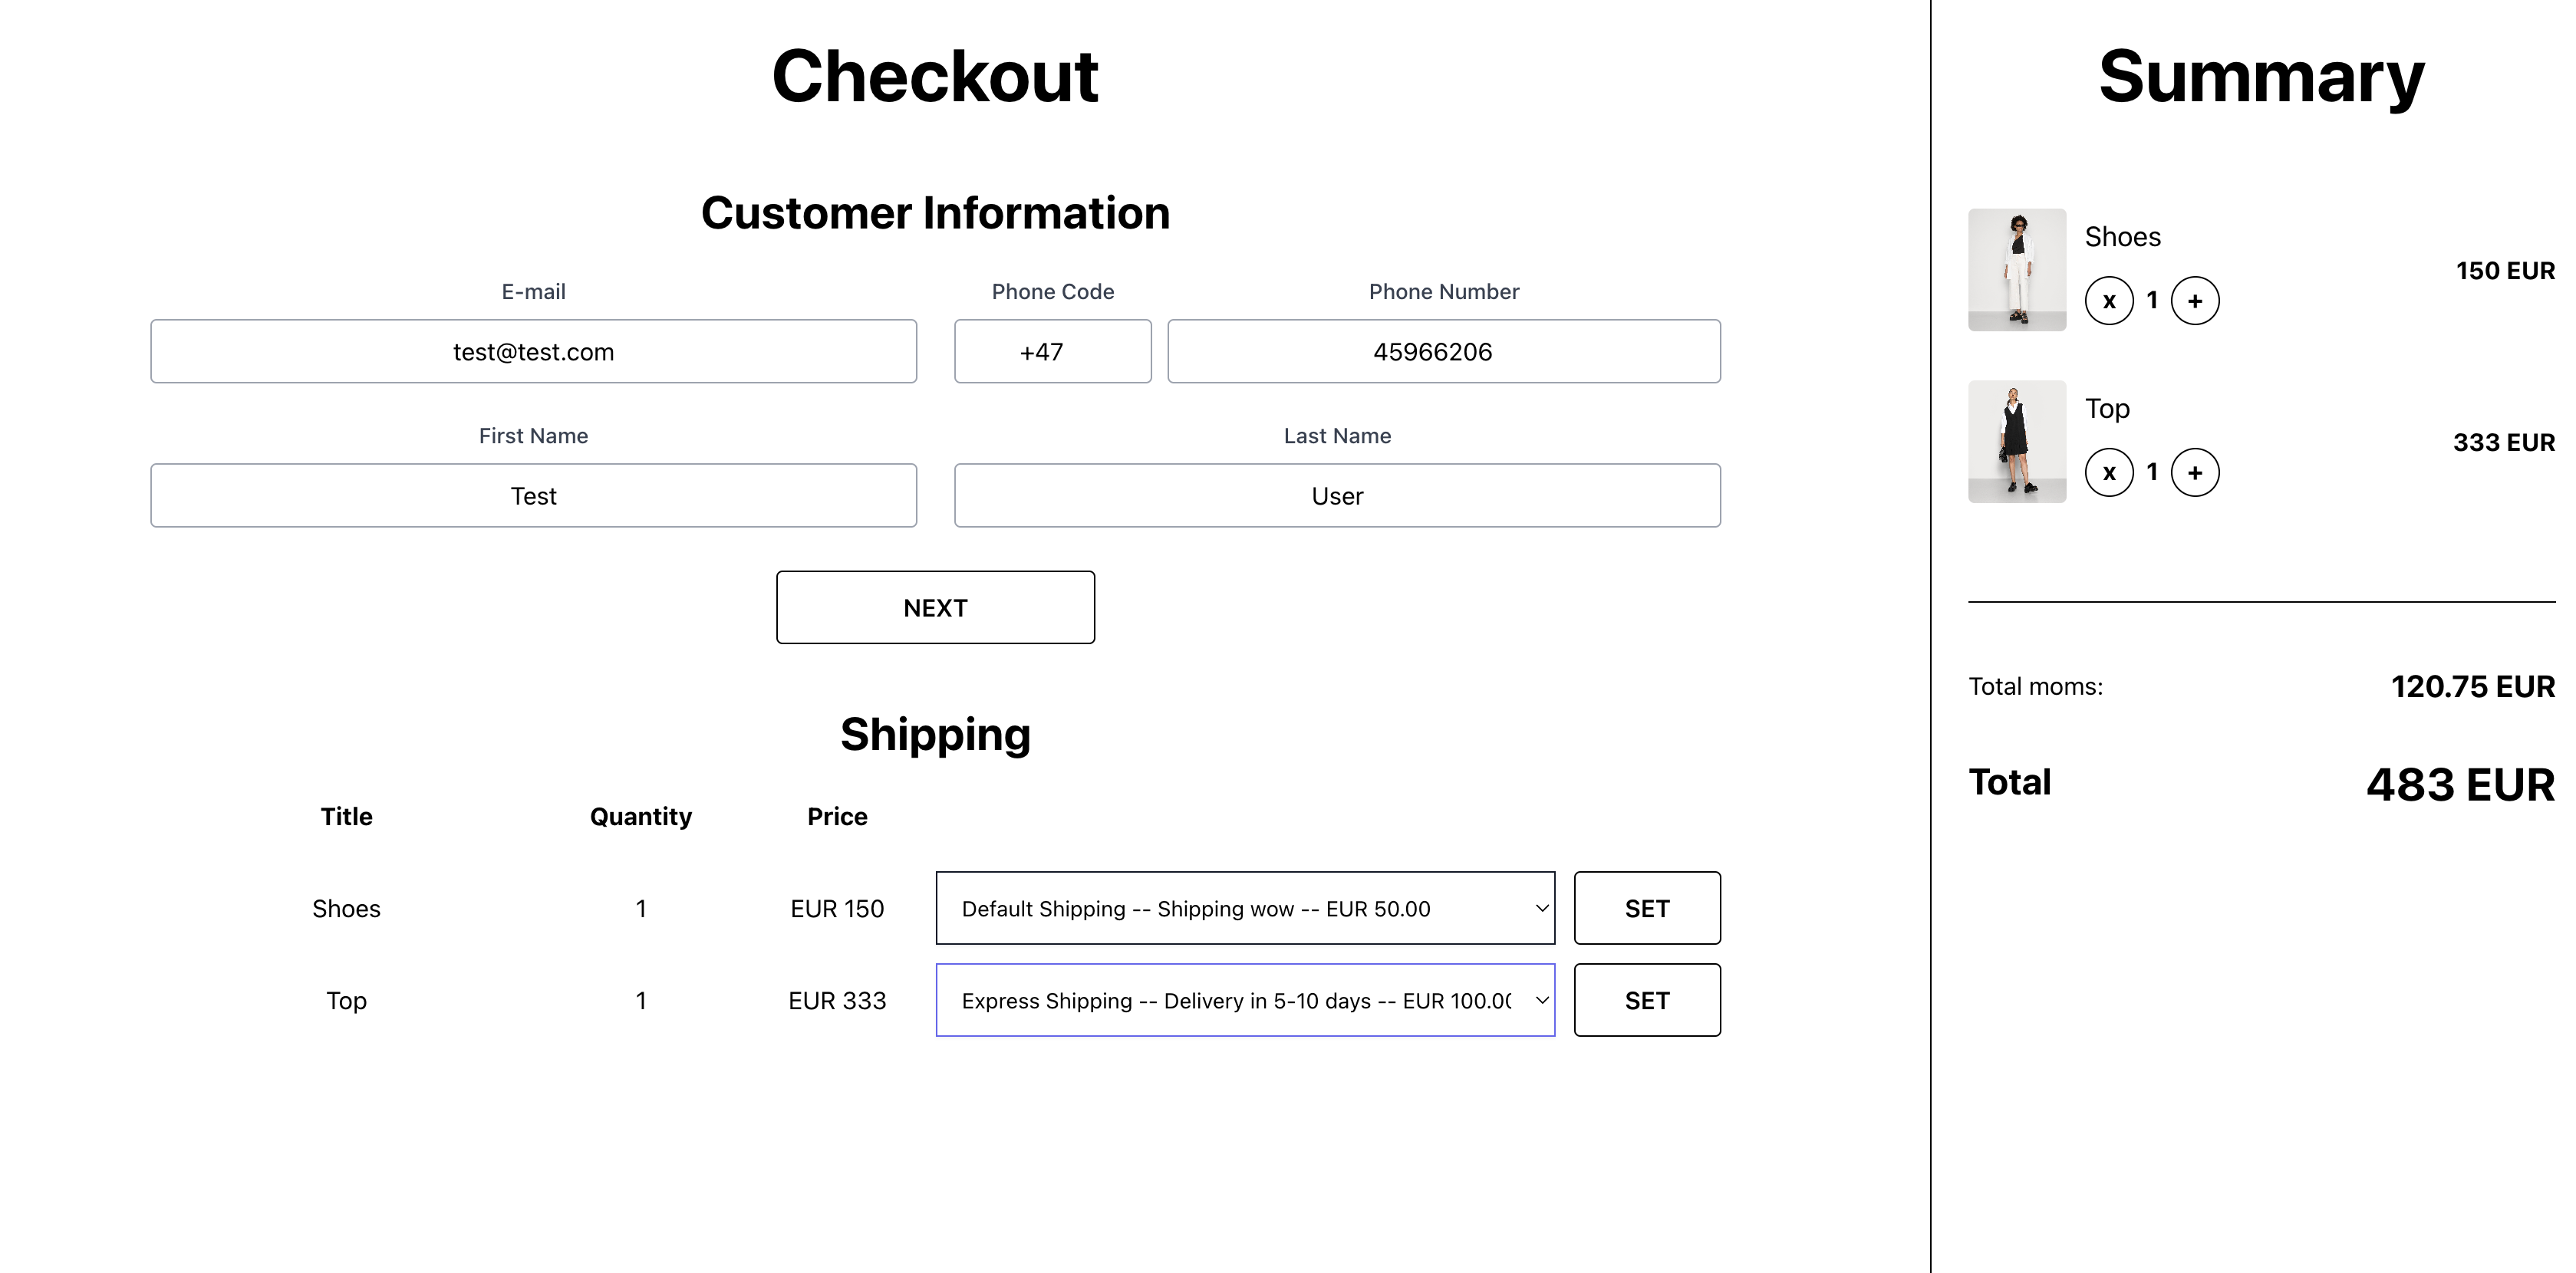 Checkout
Customer Information
E-mail
Phone Code
Phone Number
test@test.com
+47
45966206
First Name
Last Name
Test
User
NEXT
Shipping
Title Quantity Price
Shoes 1 EUR 150 Default Shipping -- Shipping wow -- EUR 50.00 SET
Top 1 EUR 333 Express Shipping -- Delivery in 5-10 days -- EUR 100.00 SET
Summary
Shoes
x 1 +
150 EUR
Top
x 1 +
333 EUR
Total moms: 120.75 EUR
Total 483 EUR